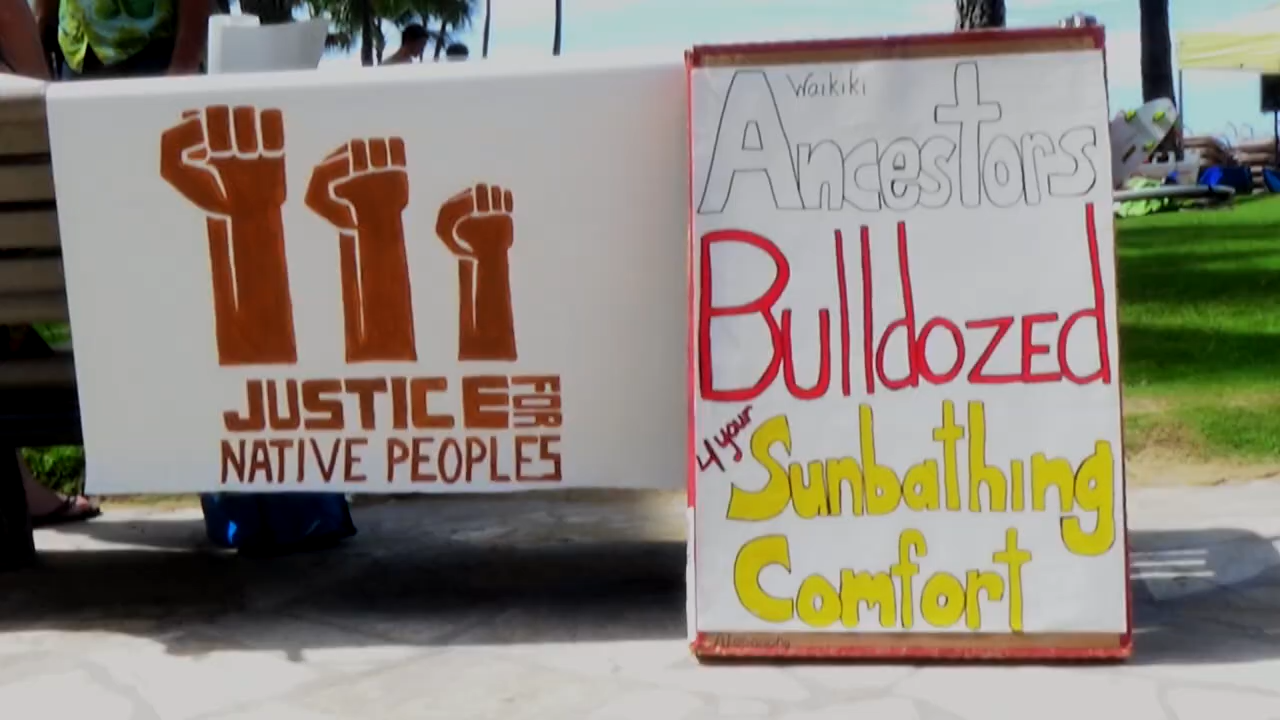 JUSTICE FOR
NATIVE PEOPLES
Waikiki
Ancestors
Bulldozed
4 your
Sunbathing
Comfort